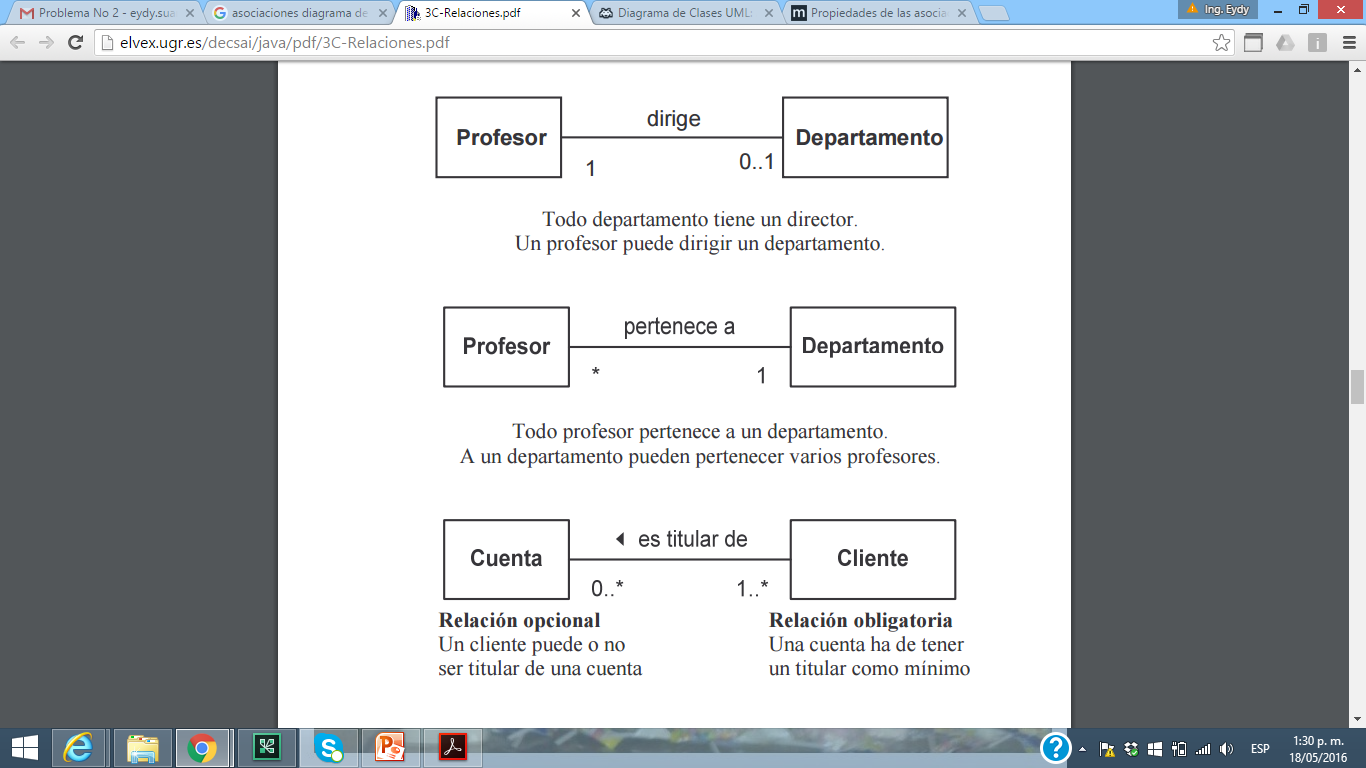 Problema No 2 - eydy.sua
asociaciones diagrama de
3C-Relaciones.pdf
Diagrama de Clases UML:
Propiedades de las asocia
Ing. Eydy
elvex.ugr.es/decsai/java/pdf/3C-Relaciones.pdf
Profesor
dirige
Departamento
1
0..1
Todo departamento tiene un director.
Un profesor puede dirigir un departamento.
Profesor
pertenece a
Departamento
*
1
Todo profesor pertenece a un departamento.
A un departamento pueden pertenecer varios profesores.
Cuenta
es titular de
Cliente
0..*
1..*
Relación opcional
Un cliente puede o no
ser titular de una cuenta
Relación obligatoria
Una cuenta ha de tener
un titular como mínimo
ESP
1:30 p. m.
18/05/2016